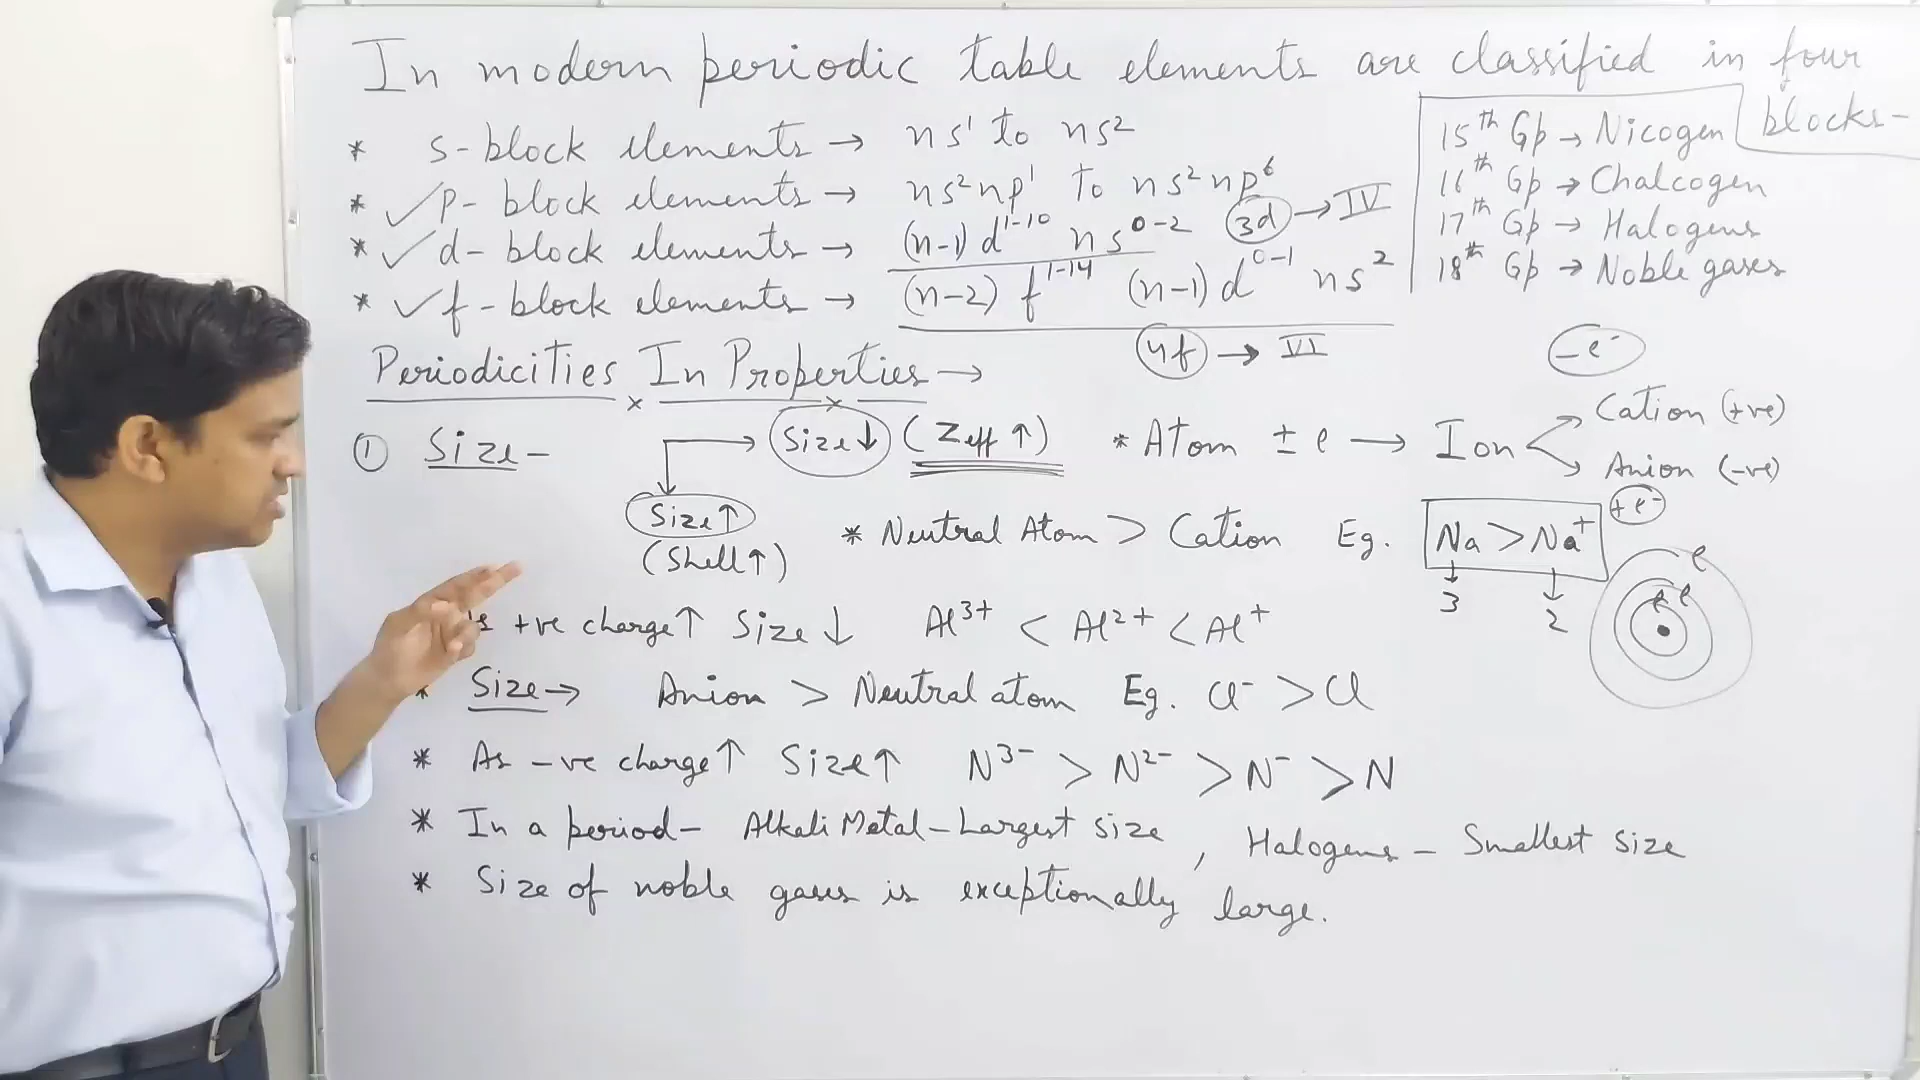 In modern periodic table elements are classified in four
blocks-
* s-block elements → ns¹ to ns²
* ✓p-block elements → ns²np¹ To ns²np⁶
* ✓d-block elements → (n-1)d¹⁻¹⁰ ns⁰⁻² 3d → IV
* ✓f-block elements → (n-2)f¹⁻¹⁴ (n-1)d⁰⁻¹ ns²
4f → VI
15th Gp → Nicogen
16th Gp → Chalcogen
17th Gp → Halogens
18th Gp → Noble gases
Periodicities In Properties →
① Size-
Size↓ (Zeff ↑)
Size↑
(Shell↑)
-e⁻
* Atom ± e → Ion
Cation (+ve)
Anion (-ve)
+e⁻
* Neutral Atom > Cation Eg. Na > Na⁺
3 2
e
e e
+ve charge↑ Size↓ Al³⁺ < Al²⁺ < Al⁺
* Size→ Anion > Neutral atom Eg. Cl⁻ > Cl
* As -ve charge↑ Size↑ N³⁻ > N²⁻ > N⁻ > N
* In a period- Alkali Metal-Largest size, Halogens - Smallest size
* Size of noble gases is exceptionally large.